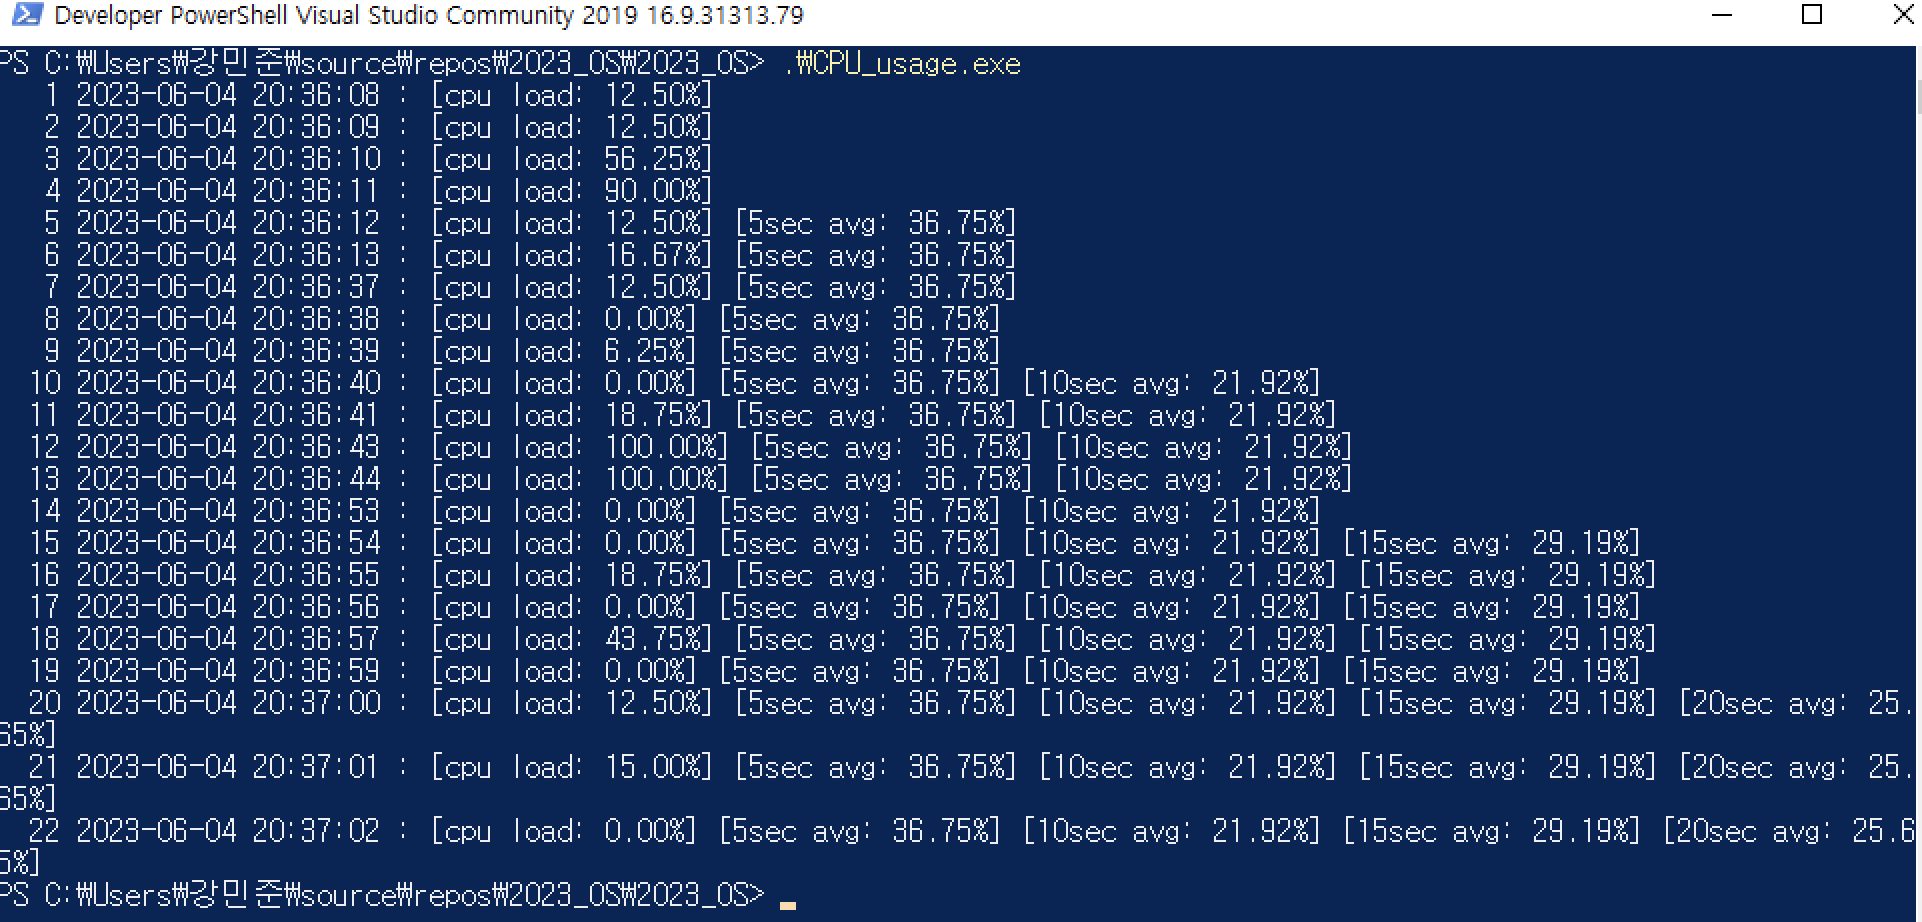 Developer PowerShell Visual Studio Community 2019 16.9.31313.79
PS C:₩Users₩강민준₩source₩repos₩2023_OS₩2023_OS> .₩CPU_usage.exe
1 2023-06-04 20:36:08 : [cpu load: 12.50%]
2 2023-06-04 20:36:09 : [cpu load: 12.50%]
3 2023-06-04 20:36:10 : [cpu load: 56.25%]
4 2023-06-04 20:36:11 : [cpu load: 90.00%]
5 2023-06-04 20:36:12 : [cpu load: 12.50%] [5sec avg: 36.75%]
6 2023-06-04 20:36:13 : [cpu load: 16.67%] [5sec avg: 36.75%]
7 2023-06-04 20:36:37 : [cpu load: 12.50%] [5sec avg: 36.75%]
8 2023-06-04 20:36:38 : [cpu load: 0.00%] [5sec avg: 36.75%]
9 2023-06-04 20:36:39 : [cpu load: 6.25%] [5sec avg: 36.75%]
10 2023-06-04 20:36:40 : [cpu load: 0.00%] [5sec avg: 36.75%] [10sec avg: 21.92%]
11 2023-06-04 20:36:41 : [cpu load: 18.75%] [5sec avg: 36.75%] [10sec avg: 21.92%]
12 2023-06-04 20:36:43 : [cpu load: 100.00%] [5sec avg: 36.75%] [10sec avg: 21.92%]
13 2023-06-04 20:36:44 : [cpu load: 100.00%] [5sec avg: 36.75%] [10sec avg: 21.92%]
14 2023-06-04 20:36:53 : [cpu load: 0.00%] [5sec avg: 36.75%] [10sec avg: 21.92%]
15 2023-06-04 20:36:54 : [cpu load: 0.00%] [5sec avg: 36.75%] [10sec avg: 21.92%] [15sec avg: 29.19%]
16 2023-06-04 20:36:55 : [cpu load: 18.75%] [5sec avg: 36.75%] [10sec avg: 21.92%] [15sec avg: 29.19%]
17 2023-06-04 20:36:56 : [cpu load: 0.00%] [5sec avg: 36.75%] [10sec avg: 21.92%] [15sec avg: 29.19%]
18 2023-06-04 20:36:57 : [cpu load: 43.75%] [5sec avg: 36.75%] [10sec avg: 21.92%] [15sec avg: 29.19%]
19 2023-06-04 20:36:59 : [cpu load: 0.00%] [5sec avg: 36.75%] [10sec avg: 21.92%] [15sec avg: 29.19%]
20 2023-06-04 20:37:00 : [cpu load: 12.50%] [5sec avg: 36.75%] [10sec avg: 21.92%] [15sec avg: 29.19%] [20sec avg: 25.
65%]
21 2023-06-04 20:37:01 : [cpu load: 15.00%] [5sec avg: 36.75%] [10sec avg: 21.92%] [15sec avg: 29.19%] [20sec avg: 25.
65%]
22 2023-06-04 20:37:02 : [cpu load: 0.00%] [5sec avg: 36.75%] [10sec avg: 21.92%] [15sec avg: 29.19%] [20sec avg: 25.6
5%]
PS C:₩Users₩강민준₩source₩repos₩2023_OS₩2023_OS>